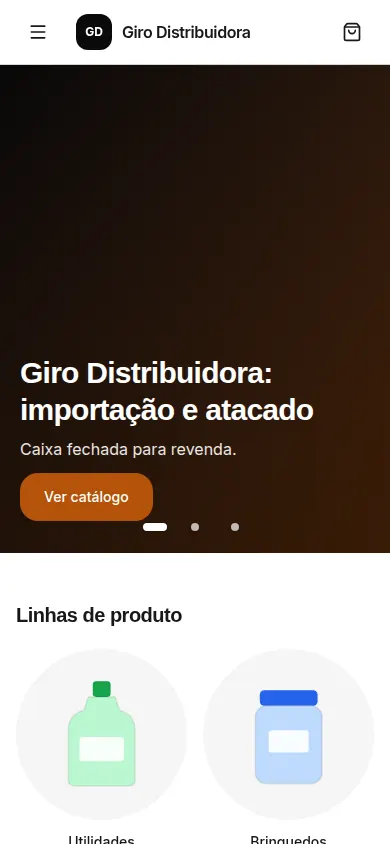 GD
Giro Distribuidora
Giro Distribuidora:
importação e atacado
Caixa fechada para revenda.
Ver catálogo
Linhas de produto
Utilidades
Brinquedos